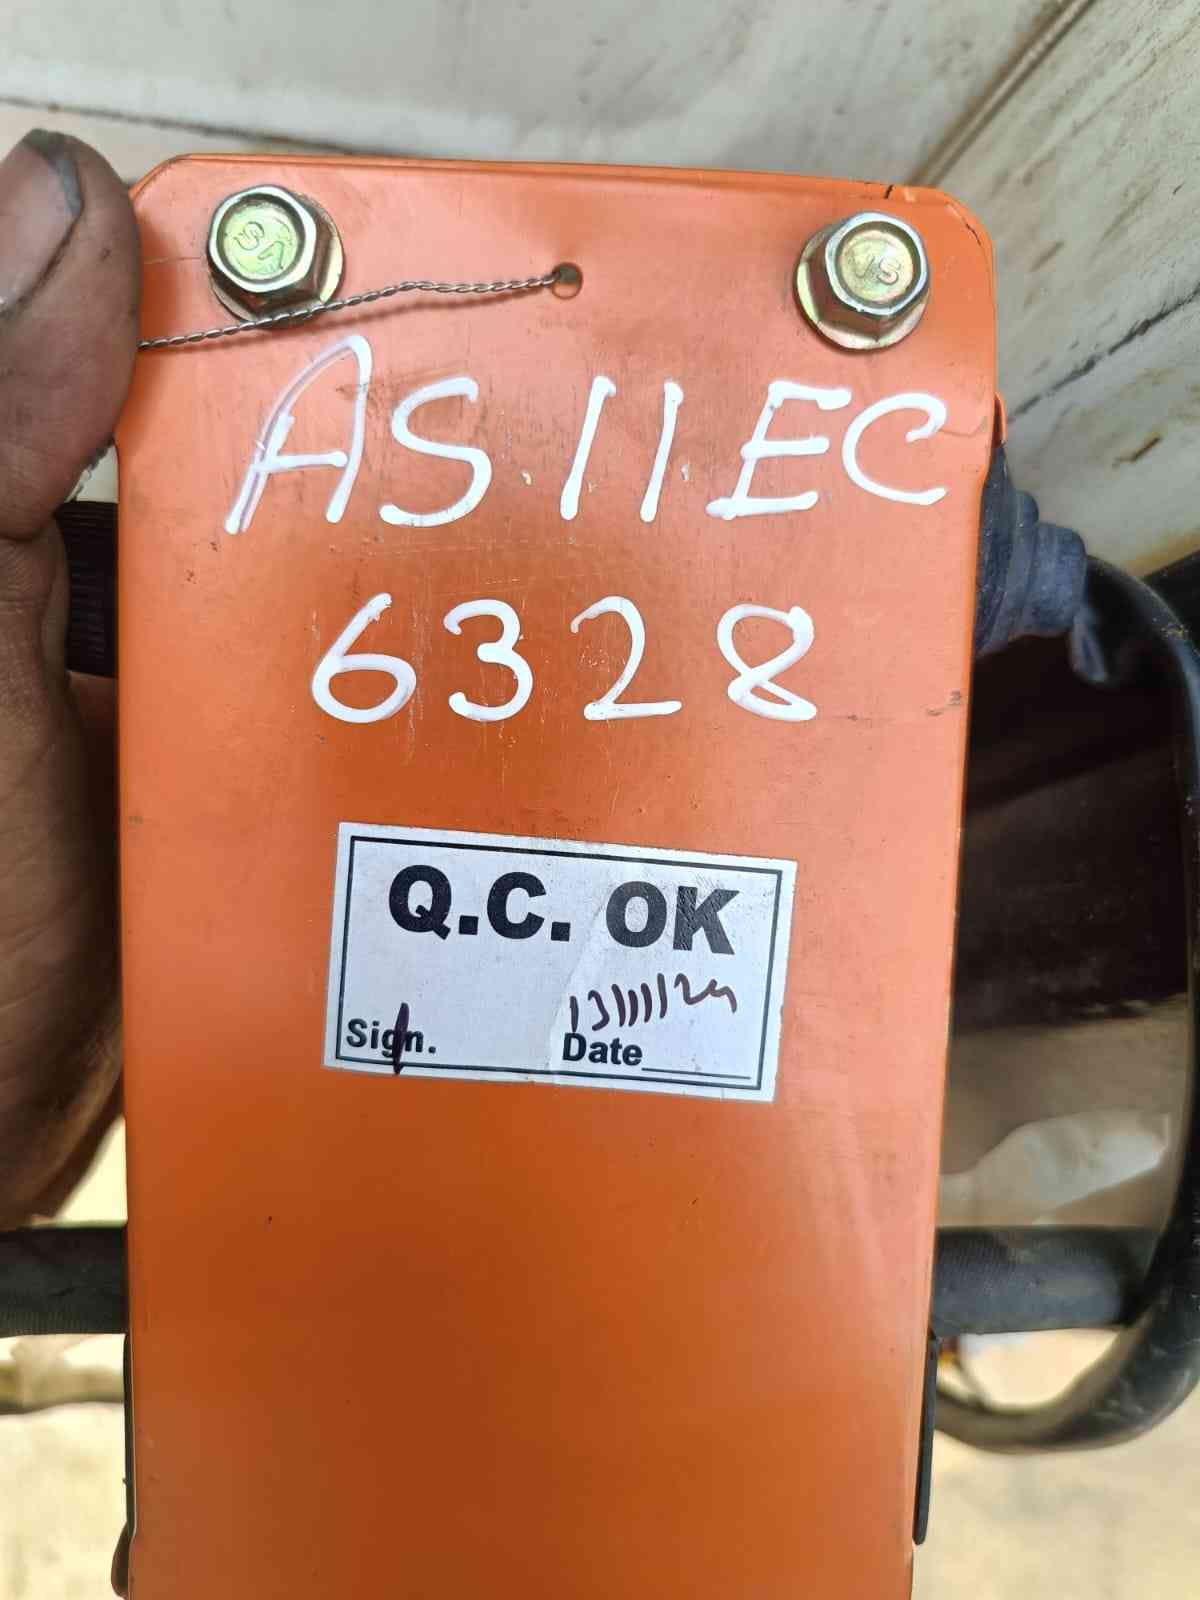 AS11EC
6328
Q.C. OK
13/11/24
Sign. Date